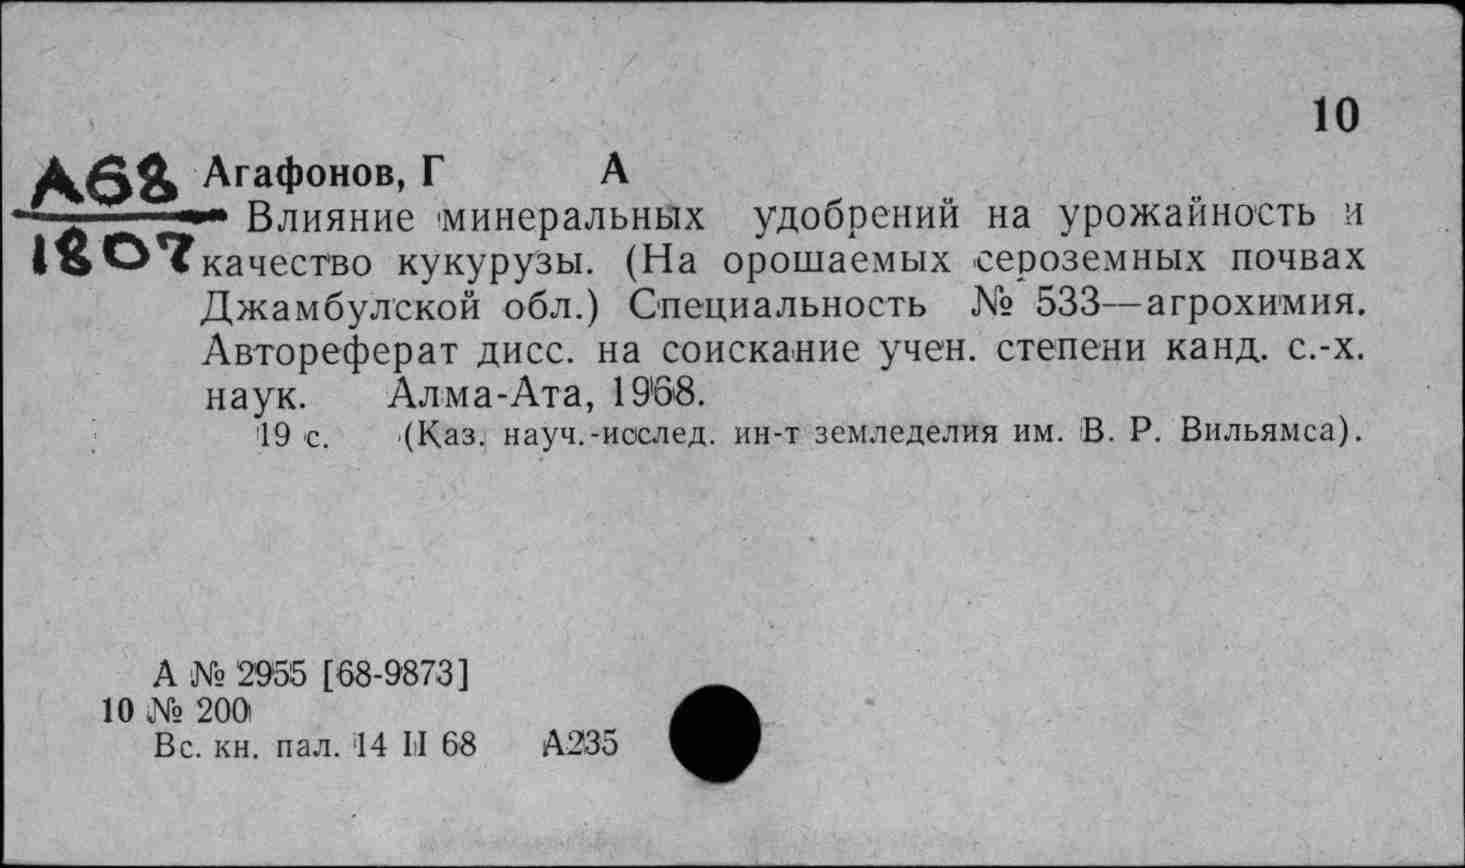 10
А68 Агафонов, Г А
Влияние минеральных удобрений на урожайность и
1807 качество кукурузы. (На орошаемых сероземных почвах
Джамбулской обл.) Специальность № 533—агрохимия.
Автореферат дисс. на соискание учен. степени канд. с.-х.
наук. Алма-Ата, 1968.
19 с. (Каз. науч.-исслед. ин-т земледелия им. В. Р. Вильямса).
А № 2955 [68-9873]
10 № 200
Вс. кн. пал. 14 II 68 А235